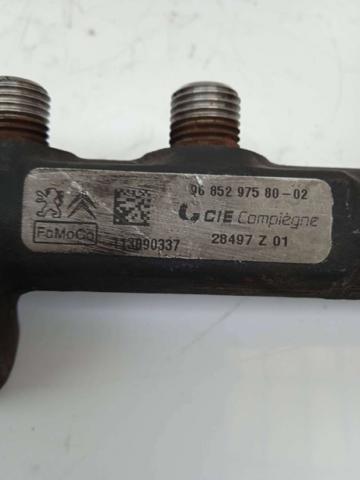 96 852 975 80-02
CIE Compiègne
28497 Z 01
FoMoCo
113090337